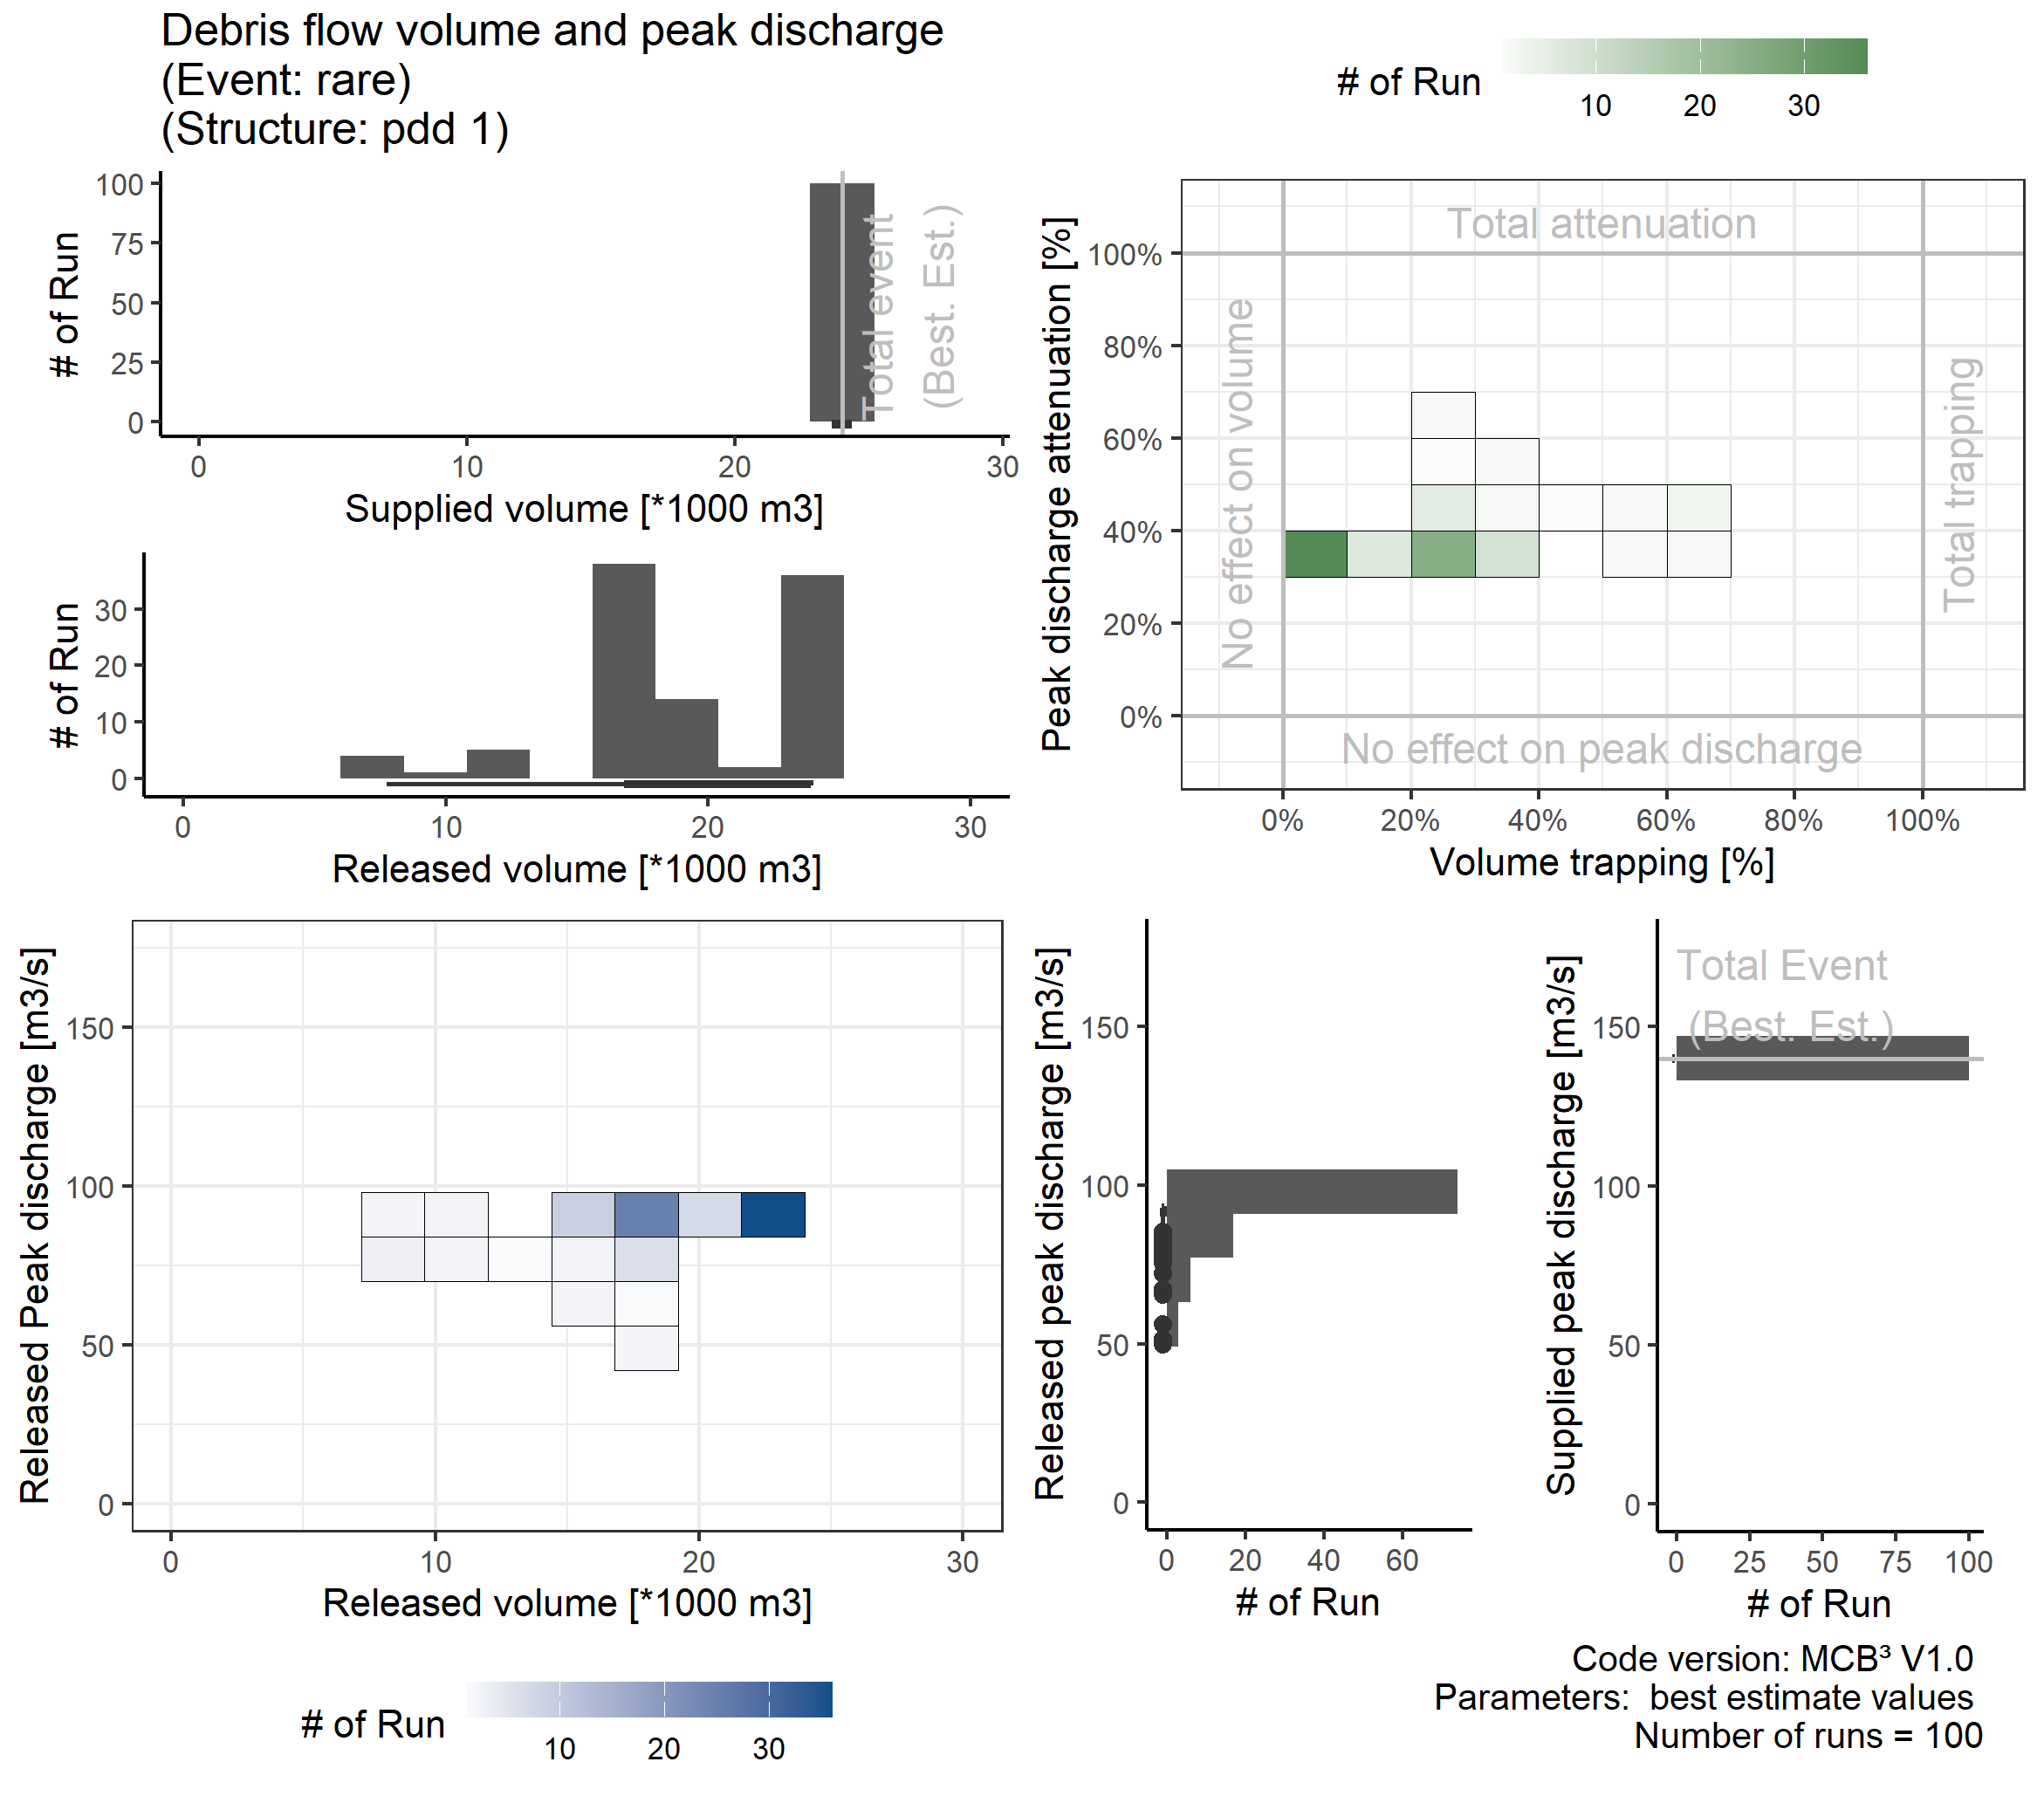 Debris flow volume and peak discharge
(Event: rare)
(Structure: pdd 1)
# of Run
10 20 30
100
75
50
25
0
# of Run
Total event
(Best. Est.)
0 10 20 30
Supplied volume [*1000 m3]
30
20
10
0
# of Run
0 10 20 30
Released volume [*1000 m3]
Peak discharge attenuation [%]
100%
80%
60%
40%
20%
0%
Total attenuation
No effect on volume
Total trapping
No effect on peak discharge
0% 20% 40% 60% 80% 100%
Volume trapping [%]
Released Peak discharge [m3/s]
150
100
50
0
0 10 20 30
Released volume [*1000 m3]
# of Run
10 20 30
Released peak discharge [m3/s]
150
100
50
0
0 20 40 60
# of Run
Supplied peak discharge [m3/s]
150
100
50
0
Total Event
(Best. Est.)
0 25 50 75 100
# of Run
Code version: MCB³ V1.0
Parameters:  best estimate values
Number of runs = 100